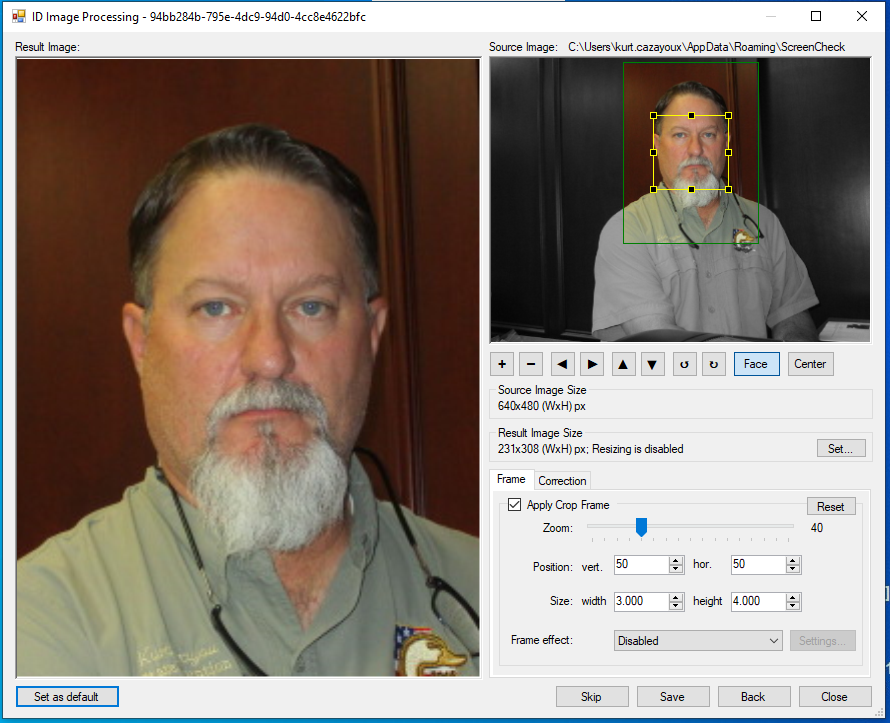 ID Image Processing - 94bb284b-795e-4dc9-94d0-4cc8e4622bfc
Result Image:
Source Image: C:\Users\kurt.cazayoux\AppData\Roaming\ScreenCheck
+ − ◀ ▶ ▲ ▼ ↺ ↻ Face Center
Source Image Size
640x480 (WxH) px
Result Image Size
231x308 (WxH) px; Resizing is disabled Set...
Frame Correction
Apply Crop Frame Reset
Zoom: 40
Position: vert. 50 hor. 50
Size: width 3.000 height 4.000
Frame effect: Disabled Settings...
Set as default Skip Save Back Close